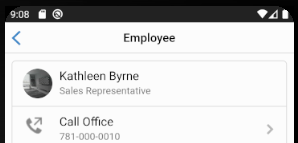 9:08
Employee
Kathleen Byrne
Sales Representative
Call Office
781-000-0010